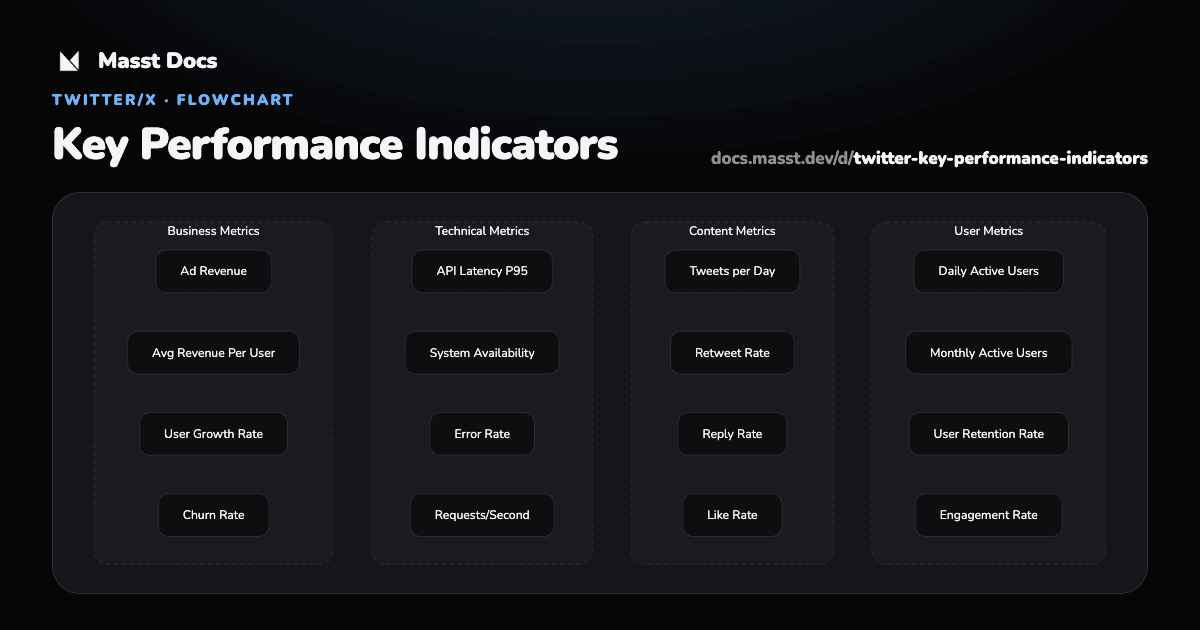 Masst Docs
TWITTER/X · FLOWCHART
Key Performance Indicators
docs.masst.dev/d/twitter-key-performance-indicators
Business Metrics
Ad Revenue
Avg Revenue Per User
User Growth Rate
Churn Rate
Technical Metrics
API Latency P95
System Availability
Error Rate
Requests/Second
Content Metrics
Tweets per Day
Retweet Rate
Reply Rate
Like Rate
User Metrics
Daily Active Users
Monthly Active Users
User Retention Rate
Engagement Rate